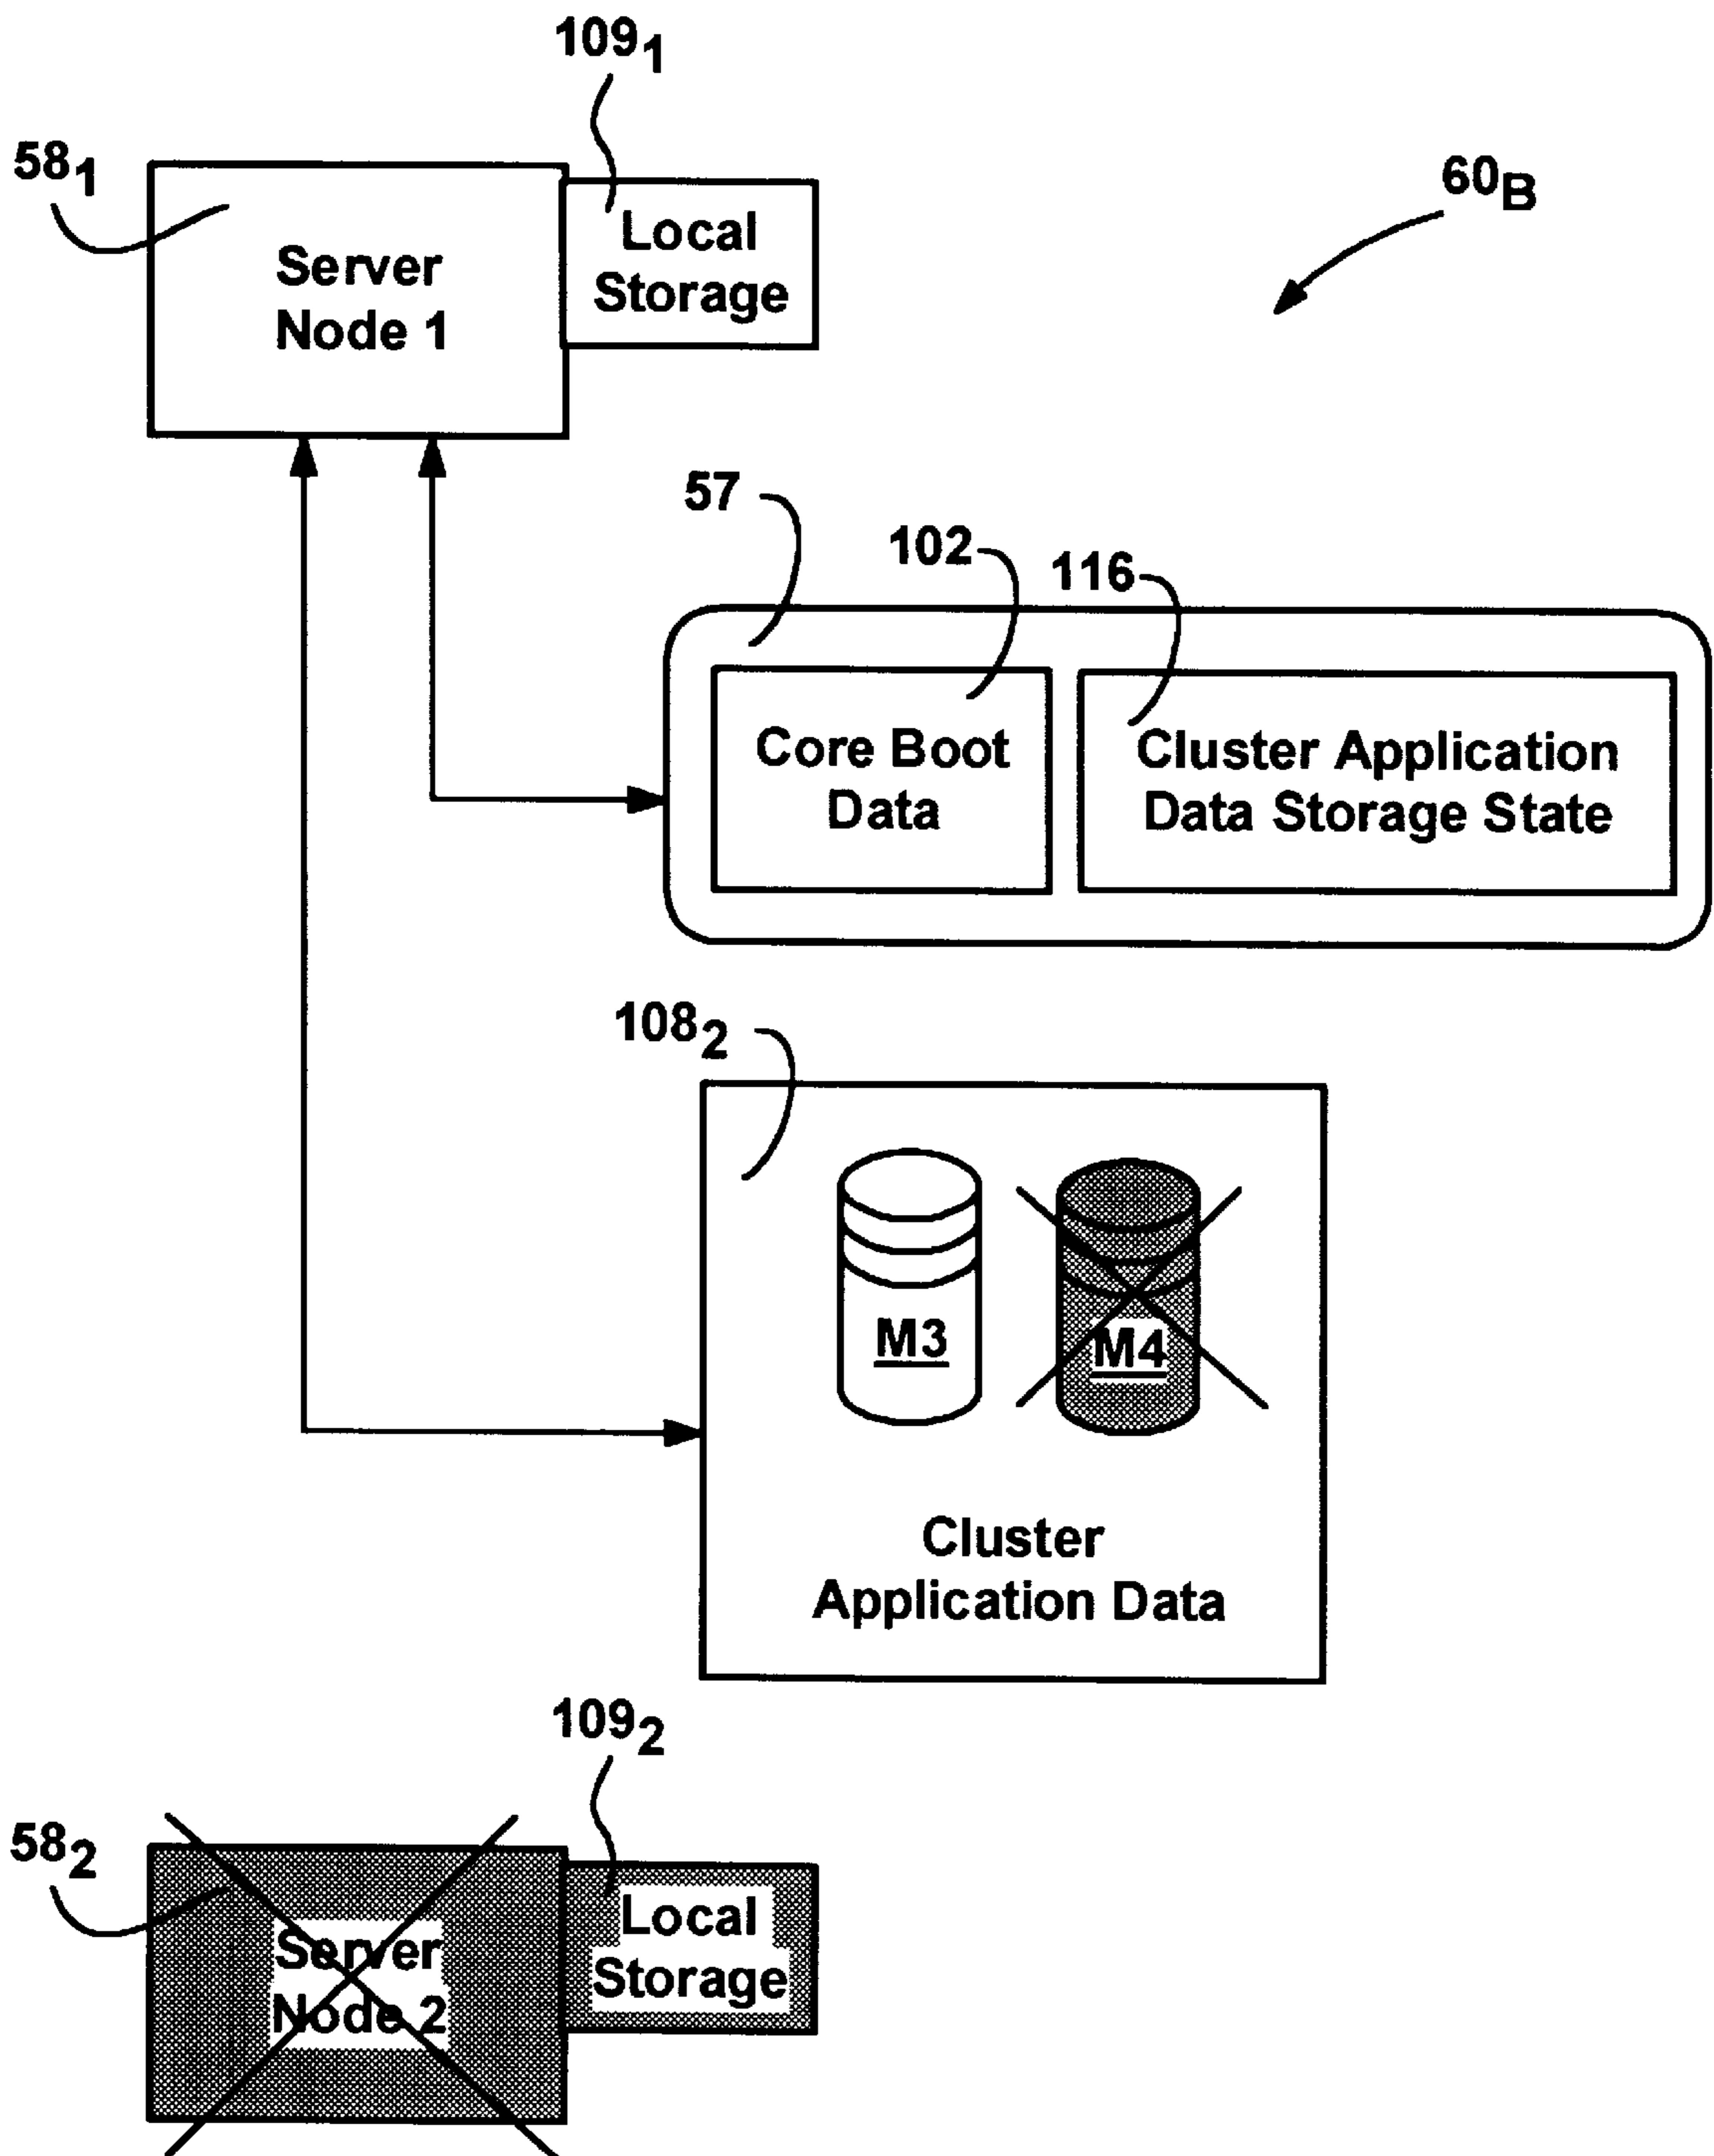 109₁
58₁
60B
Local
Storage
Server
Node 1
57
102
116
Core Boot
Data
Cluster Application
Data Storage State
108₂
M3
M4
Cluster
Application Data
109₂
58₂
Local
Storage
Server
Node 2